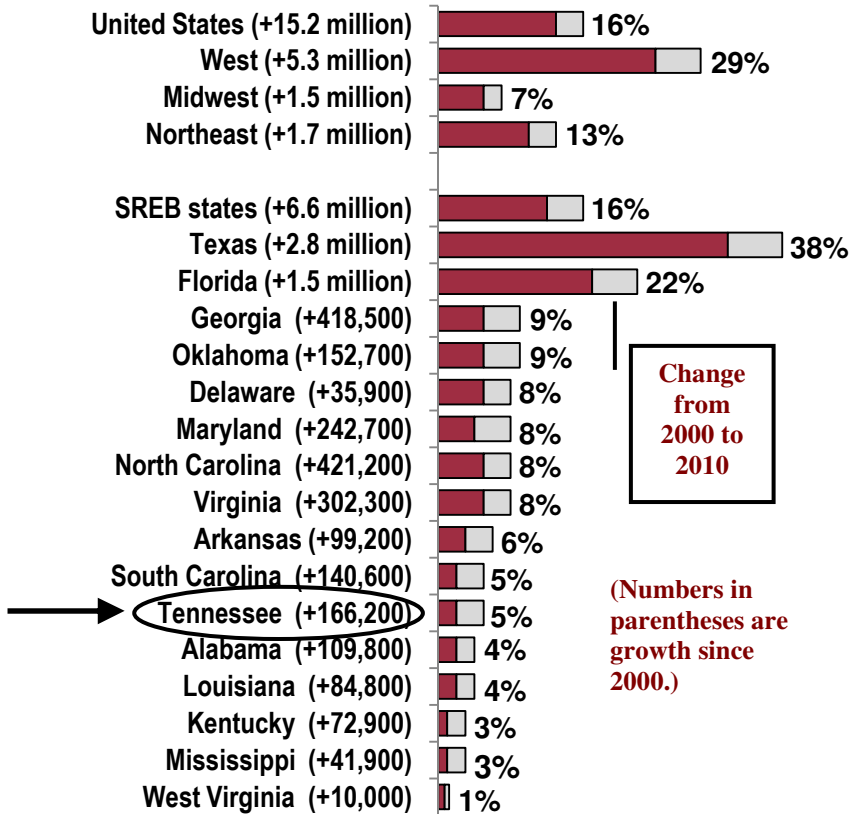 United States (+15.2 million) 16%
West (+5.3 million) 29%
Midwest (+1.5 million) 7%
Northeast (+1.7 million) 13%
SREB states (+6.6 million) 16%
Texas (+2.8 million) 38%
Florida (+1.5 million) 22%
Georgia (+418,500) 9%
Oklahoma (+152,700) 9%
Delaware (+35,900) 8%
Maryland (+242,700) 8%
North Carolina (+421,200) 8%
Virginia (+302,300) 8%
Arkansas (+99,200) 6%
South Carolina (+140,600) 5%
Tennessee (+166,200) 5%
Alabama (+109,800) 4%
Louisiana (+84,800) 4%
Kentucky (+72,900) 3%
Mississippi (+41,900) 3%
West Virginia (+10,000) 1%
Change
from
2000 to
2010
(Numbers in
parentheses are
growth since
2000.)